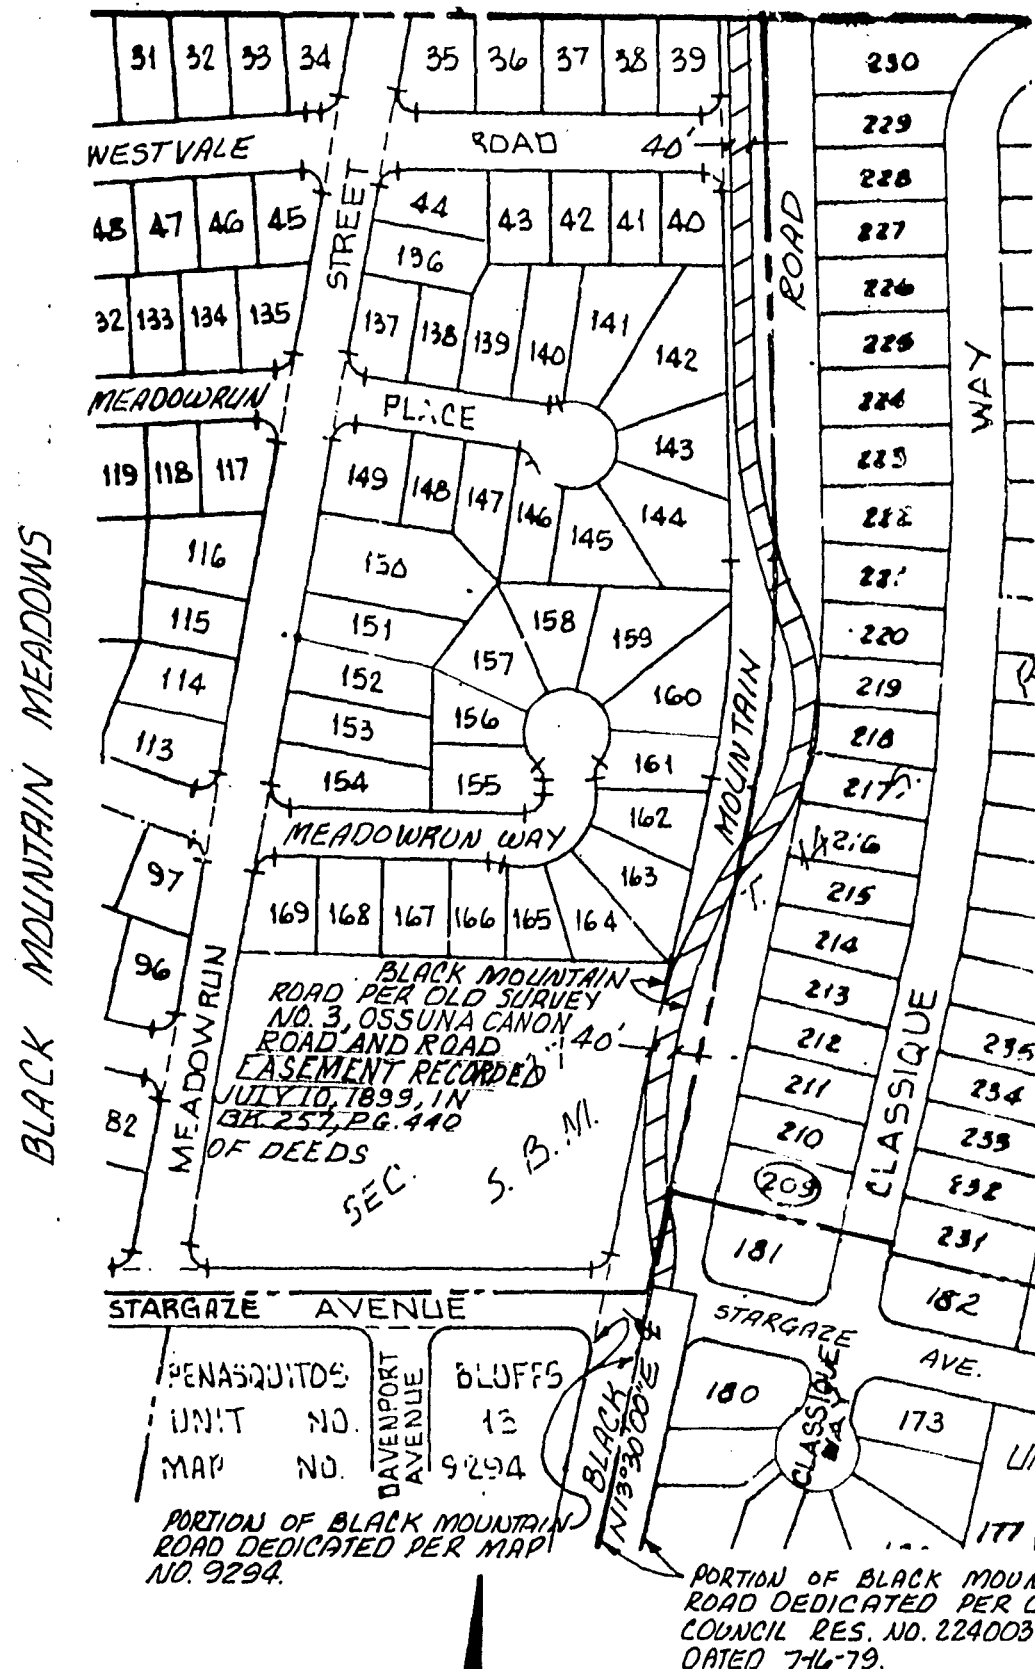 31 32 33 34 35 36 37 38 39 230
WESTVALE ROAD 40' 229
228
48 47 46 45 STREET 44 43 42 41 40 ROAD 227
136 226
32 133 134 135 137 138 139 140 141 142 225
MEADOWRUN PLACE 224 WAY
119 118 117 149 148 147 146 145 144 143 223
222
116 150
115 151 158 159 220
114 152 157 160 219
113 153 156 161 MOUNTAIN 218
154 155 162 217
MEADOWRUN WAY 216
97 163 215
169 168 167 166 165 164 214
96
BLACK MOUNTAIN MEADOWS
BLACK MOUNTAIN
ROAD PER OLD SURVEY
NO. 3, OSSUNA CANON
ROAD AND ROAD
EASEMENT RECORDED
JULY 10, 1899, IN
BK. 257, PG. 440
OF DEEDS
40'
213
212
211
210
209
MEADOWRUN
82
SEC. S. B. M.
CLASSIQUE
235
234
233
232
231
181
182
STARGAZE AVENUE
STARGAZE
AVE.
PENASQUITOS BLUFFS
UNIT NO. 13
MAP NO. 9294
DAVENPORT
AVENUE
BLACK
N13°30'00"E
180
CLASSIQUE
WAY
173
177
PORTION OF BLACK MOUNTAIN
ROAD DEDICATED PER MAP
NO. 9294.
PORTION OF BLACK MOUN
ROAD DEDICATED PER C
COUNCIL RES. NO. 224003
DATED 7-16-79.